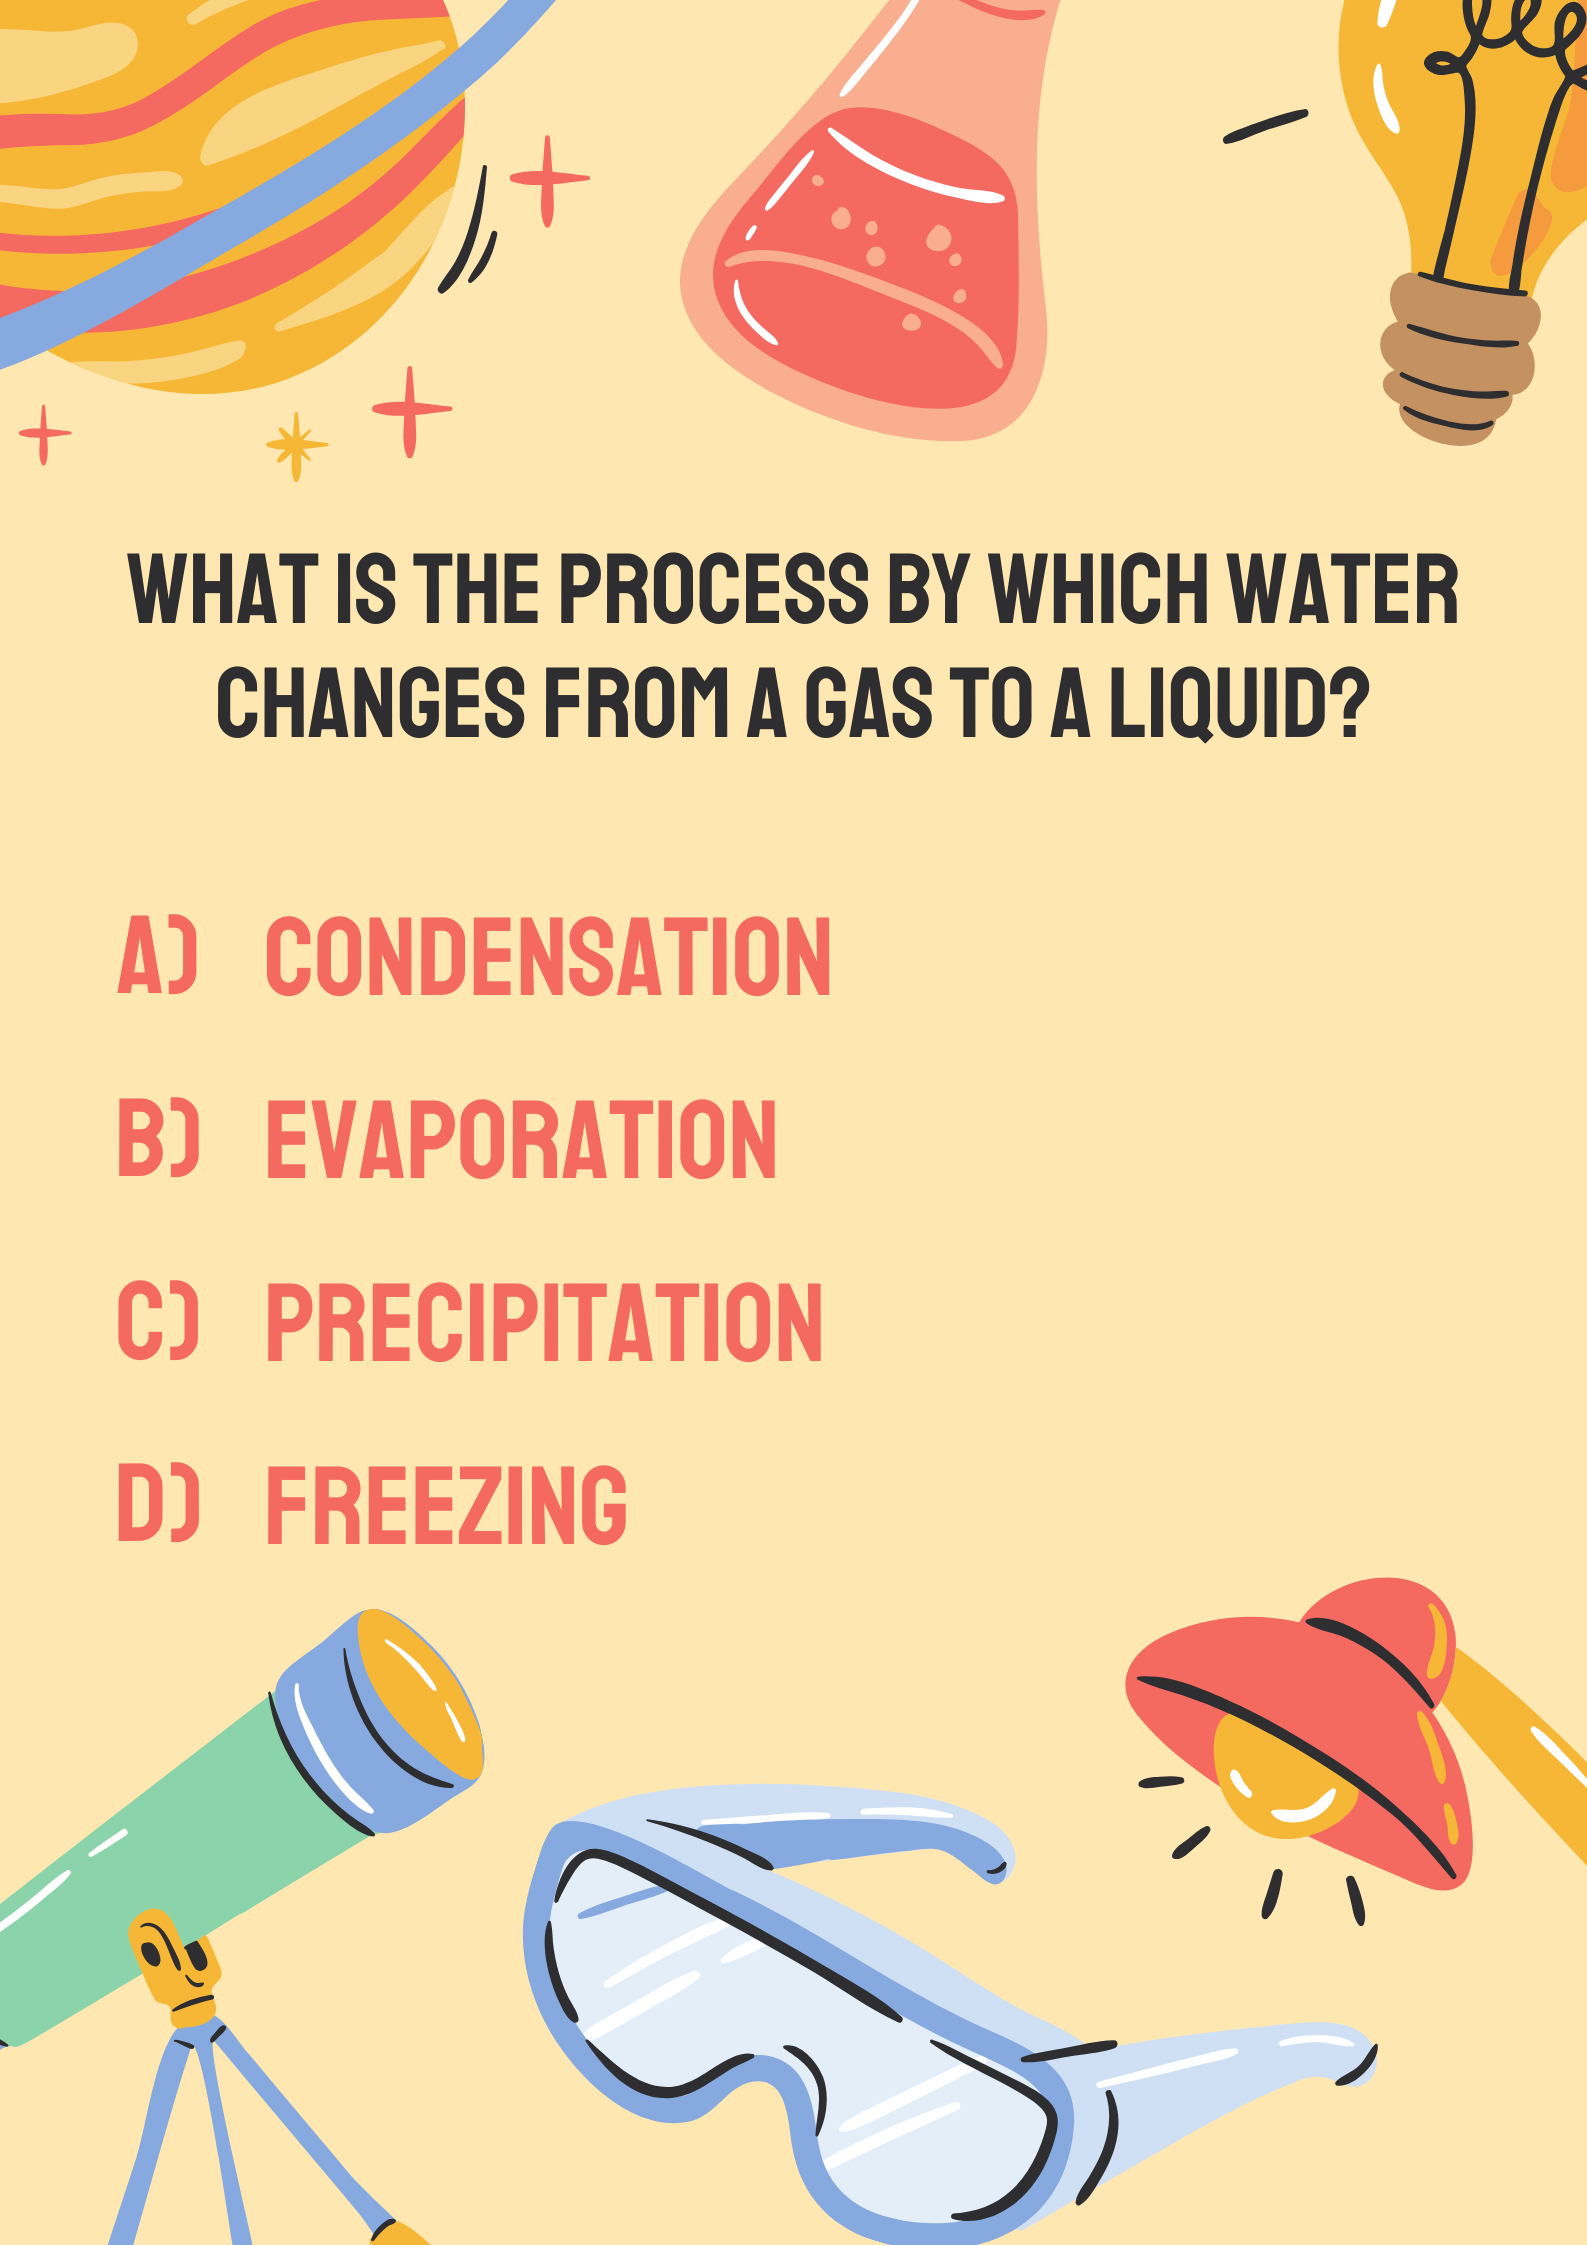 WHAT IS THE PROCESS BY WHICH WATER
CHANGES FROM A GAS TO A LIQUID?
A) CONDENSATION
B) EVAPORATION
C) PRECIPITATION
D) FREEZING